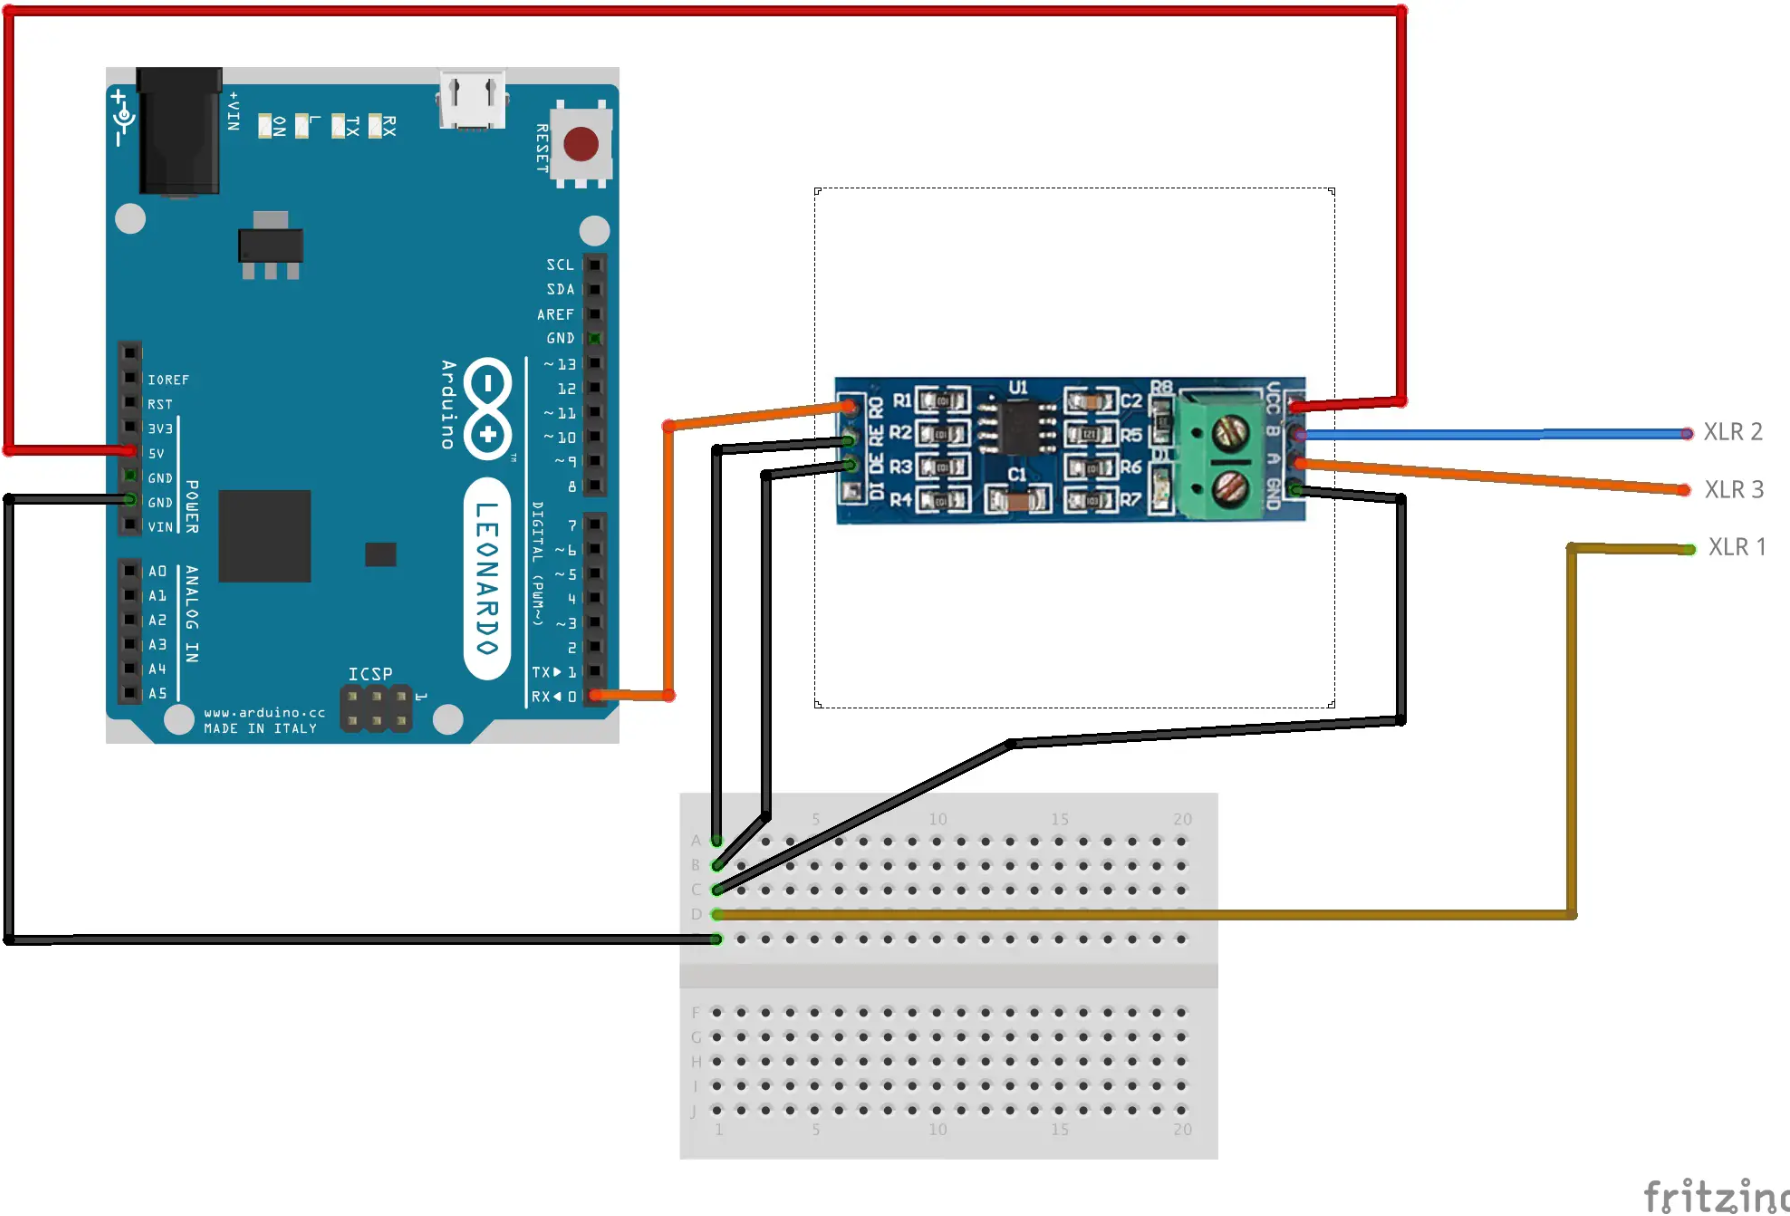 +VIN
ON
L
TX
RX
RESET
SCL
SDA
AREF
GND
~13
12
~11
~10
~9
8
7
~6
~5
4
~3
2
TX▶ 1
RX◀ 0
DIGITAL (PWM~)
Arduino
TM
LEONARDO
IOREF
RST
3V3
5V
GND
GND
VIN
POWER
A0
A1
A2
A3
A4
A5
ANALOG IN
ICSP
1
www.arduino.cc
MADE IN ITALY
RO
RE
DE
DI
R1
R2
R3
R4
U1
C1
C2
R5
R6
R7
R8
D1
VCC
B
A
GND
XLR 2
XLR 3
XLR 1
5 10 15 20
A
B
C
D
F
G
H
I
J
1 5 10 15 20